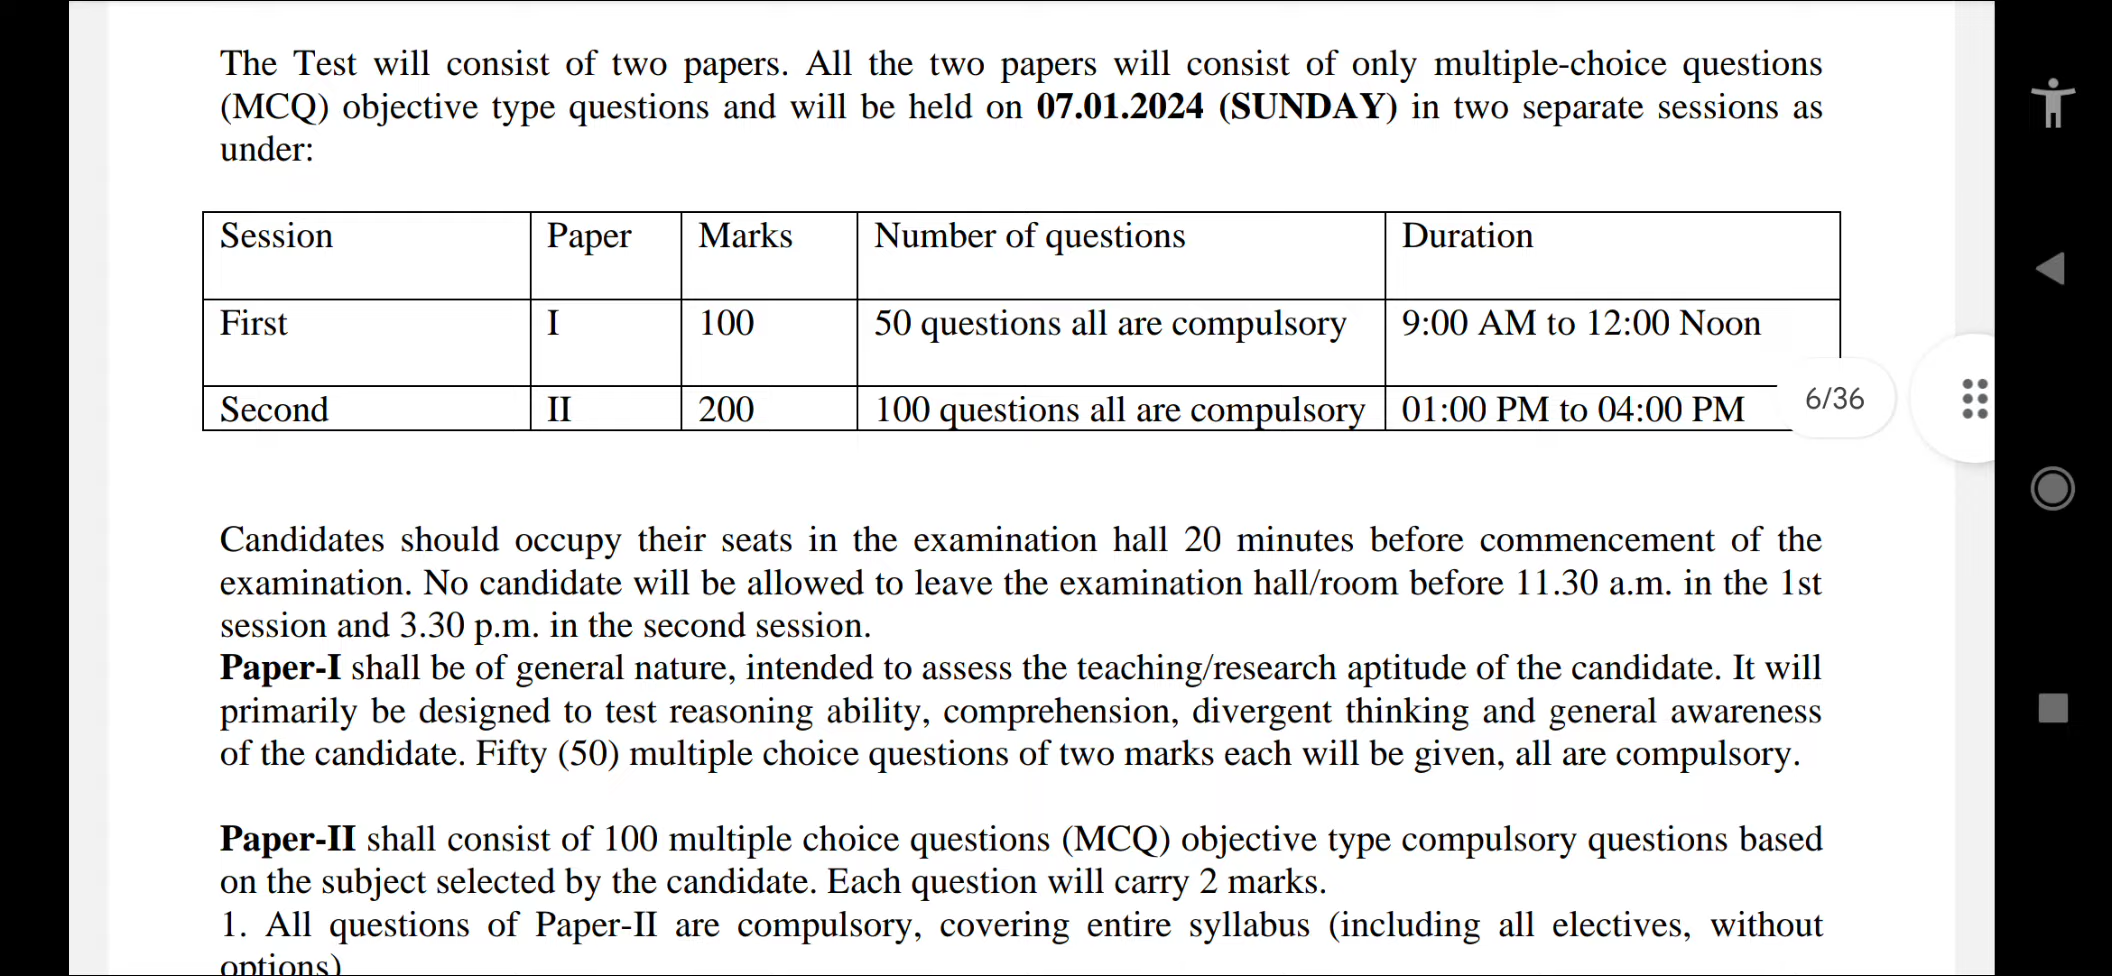 The Test will consist of two papers. All the two papers will consist of only multiple-choice questions
(MCQ) objective type questions and will be held on 07.01.2024 (SUNDAY) in two separate sessions as
under:
Session Paper Marks Number of questions Duration
First I 100 50 questions all are compulsory 9:00 AM to 12:00 Noon
Second II 200 100 questions all are compulsory 01:00 PM to 04:00 PM
6/36
Candidates should occupy their seats in the examination hall 20 minutes before commencement of the
examination. No candidate will be allowed to leave the examination hall/room before 11.30 a.m. in the 1st
session and 3.30 p.m. in the second session.
Paper-I shall be of general nature, intended to assess the teaching/research aptitude of the candidate. It will
primarily be designed to test reasoning ability, comprehension, divergent thinking and general awareness
of the candidate. Fifty (50) multiple choice questions of two marks each will be given, all are compulsory.
Paper-II shall consist of 100 multiple choice questions (MCQ) objective type compulsory questions based
on the subject selected by the candidate. Each question will carry 2 marks.
1. All questions of Paper-II are compulsory, covering entire syllabus (including all electives, without
options)